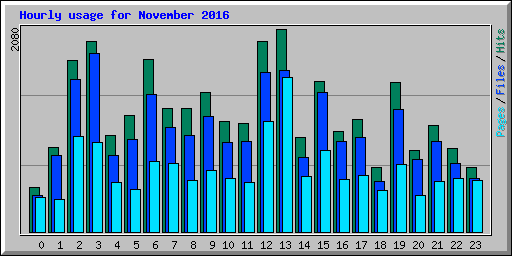 Hourly usage for November 2016
2080
Pages / Files / Hits
0 1 2 3 4 5 6 7 8 9 10 11 12 13 14 15 16 17 18 19 20 21 22 23